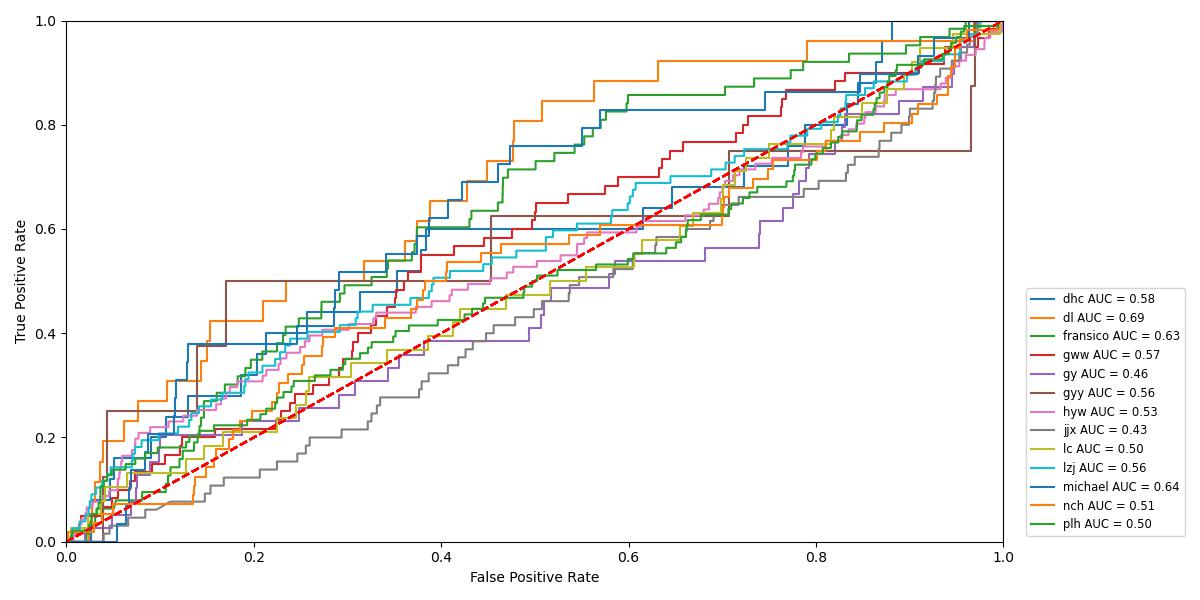 1.0
0.8
0.6
0.4
0.2
0.0
True Positive Rate
0.0 0.2 0.4 0.6 0.8 1.0
False Positive Rate
dhc AUC = 0.58
dl AUC = 0.69
fransico AUC = 0.63
gww AUC = 0.57
gy AUC = 0.46
gyy AUC = 0.56
hyw AUC = 0.53
jjx AUC = 0.43
lc AUC = 0.50
lzj AUC = 0.56
michael AUC = 0.64
nch AUC = 0.51
plh AUC = 0.50